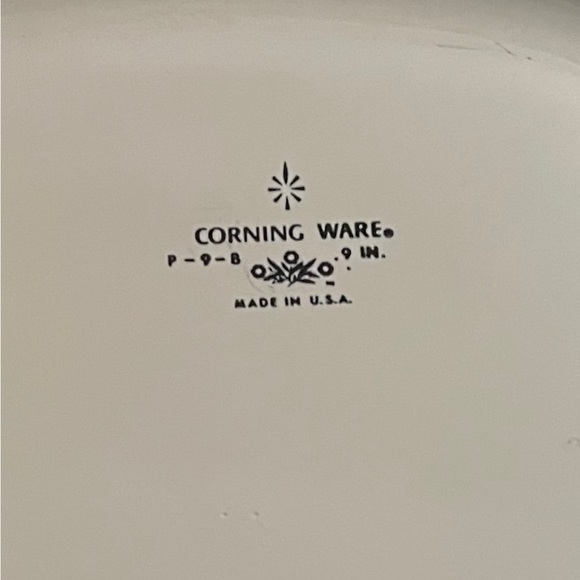 CORNING WARE®
P-9-B 9 IN.
MADE IN U.S.A.